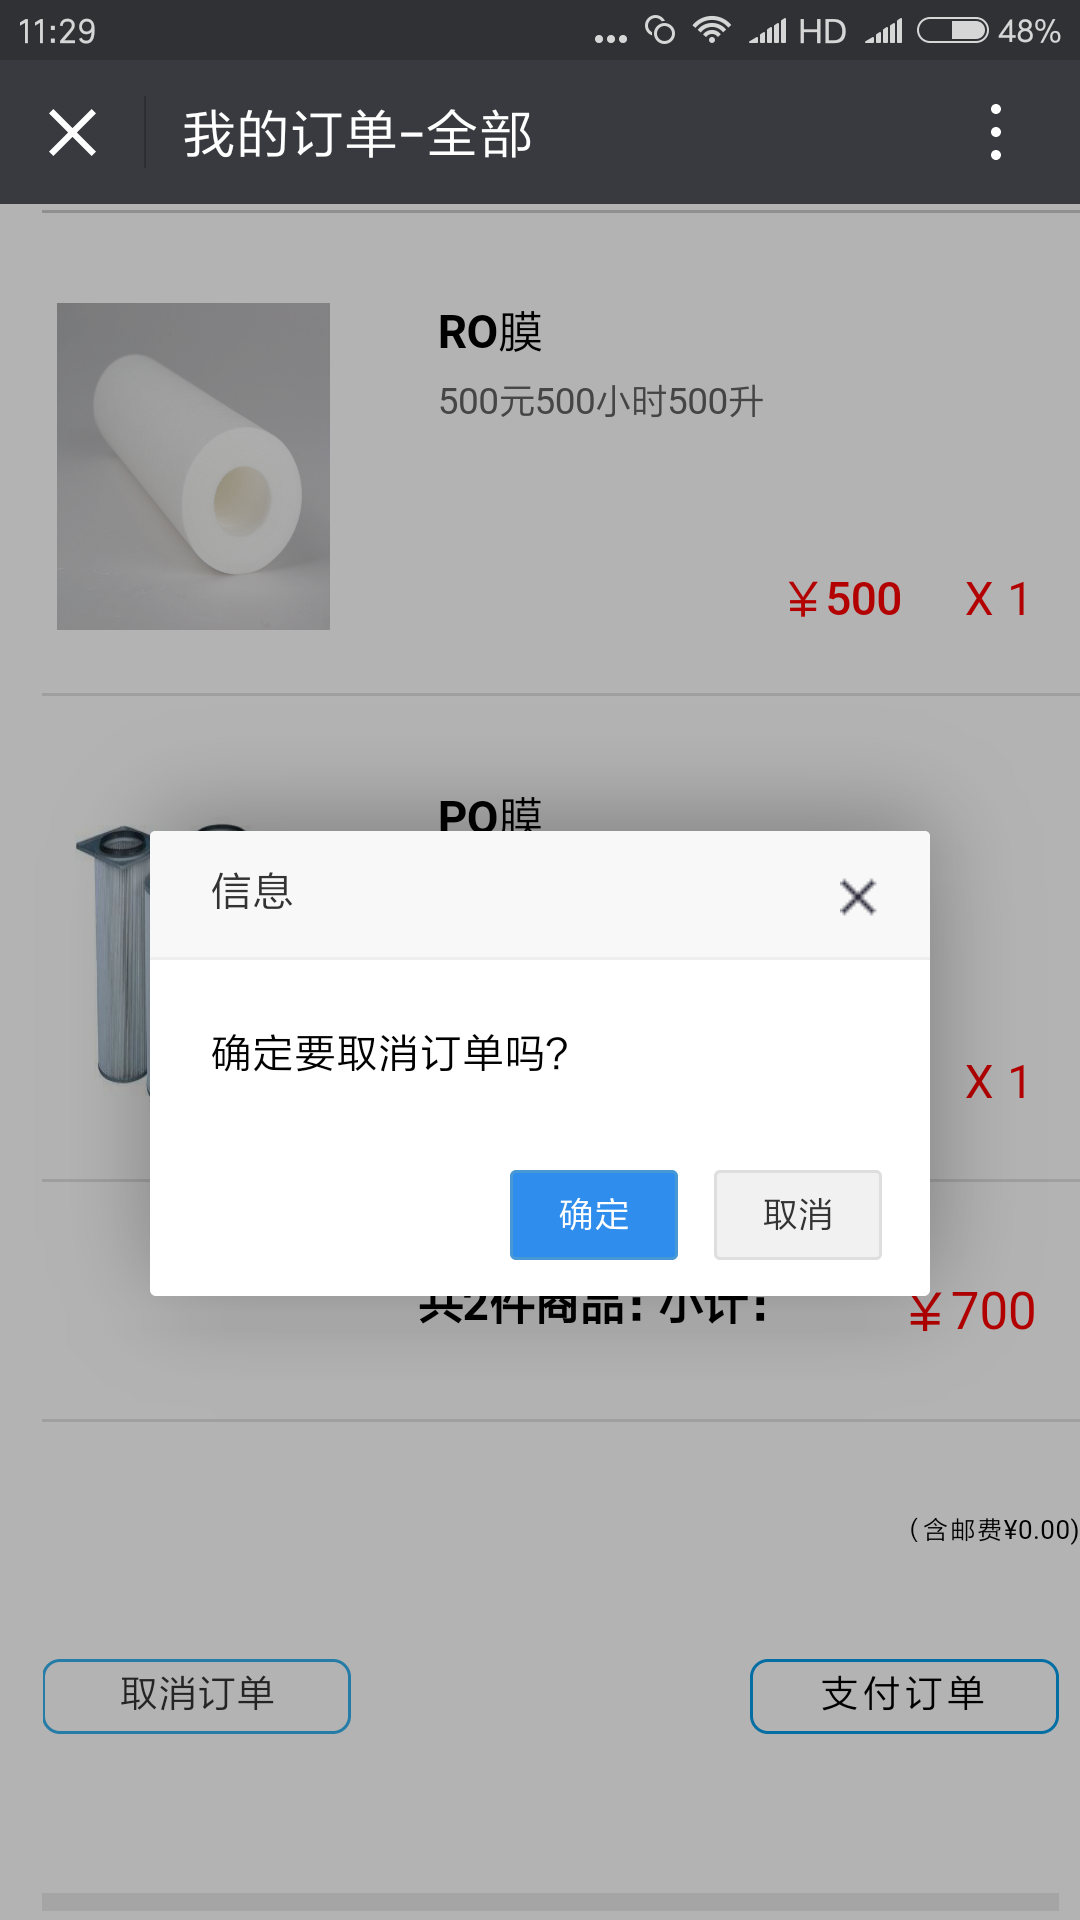 11:29
HD
48%
我的订单-全部
RO膜
500元500小时500升
￥500 X 1
PO膜
信息
确定要取消订单吗?
X 1
确定 取消
共2件商品：小计：
￥700
（含邮费¥0.00)
取消订单 支付订单